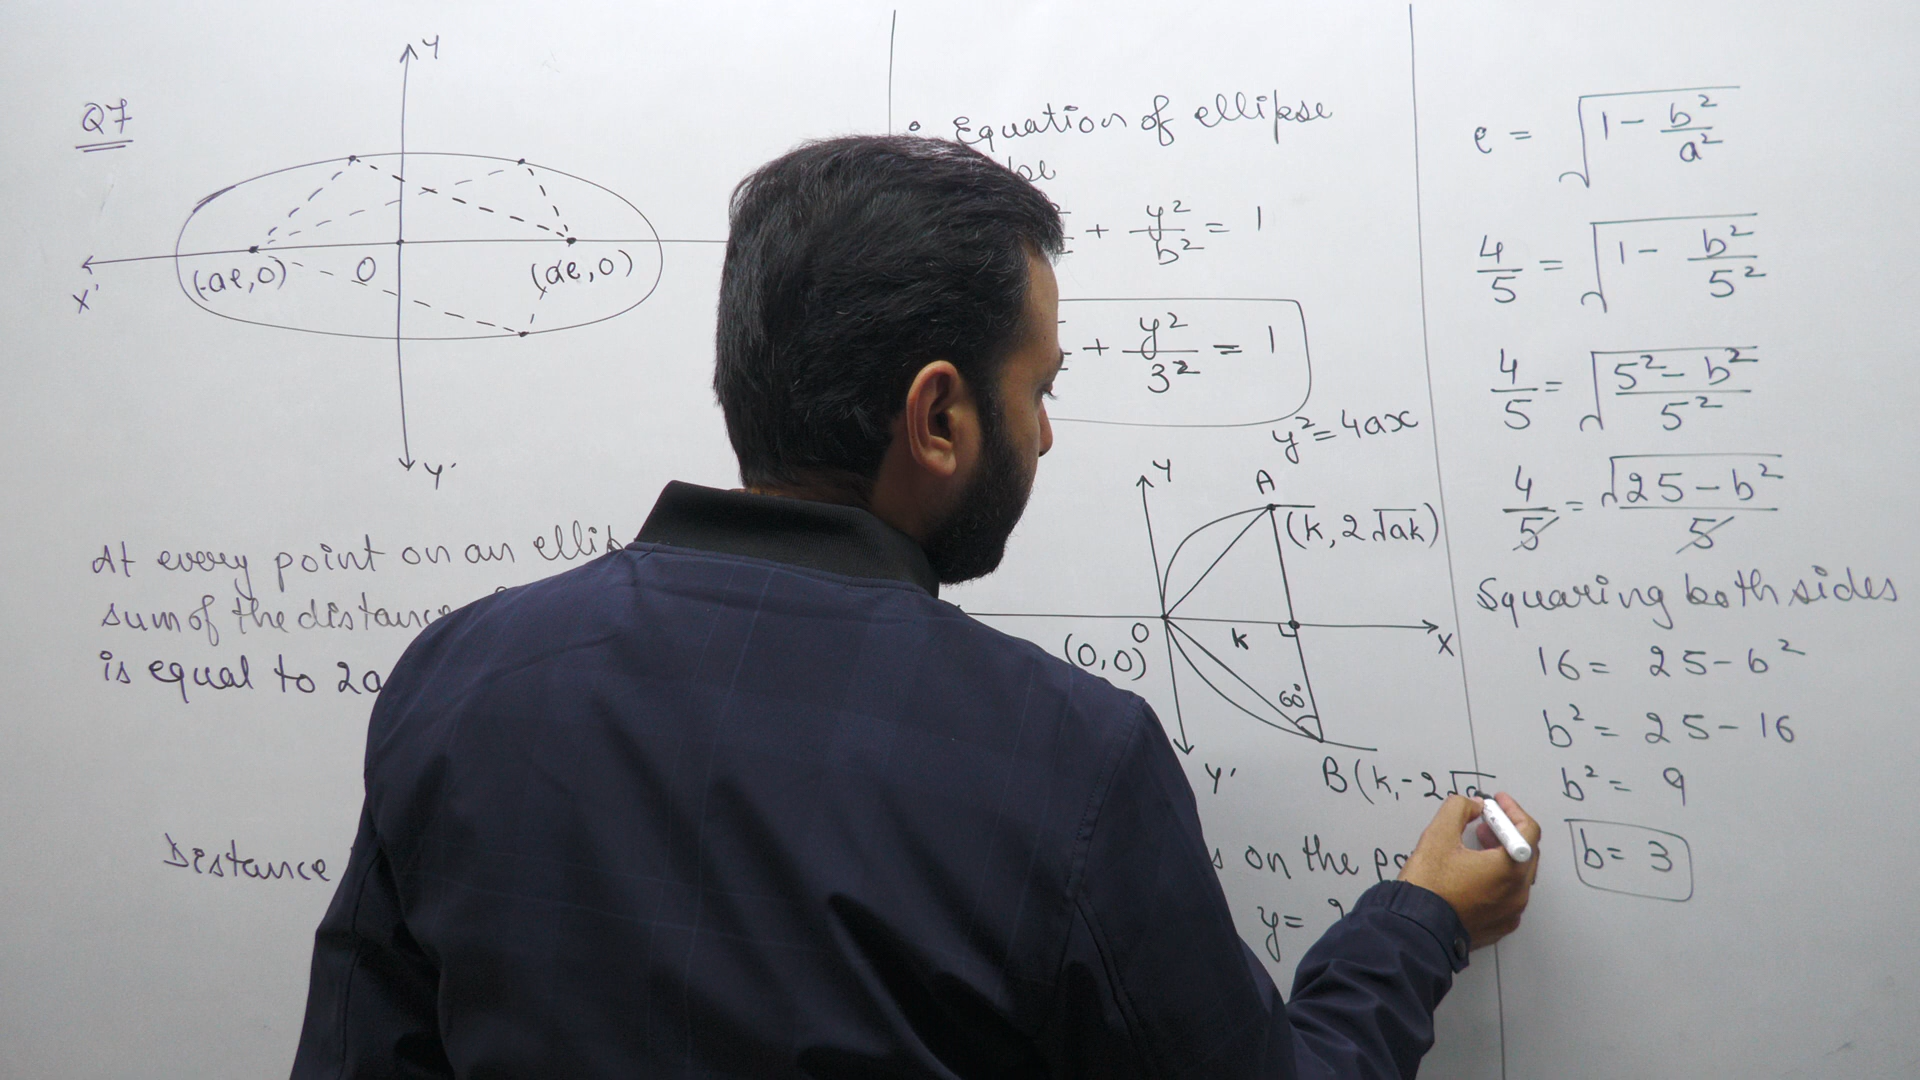 Q7
Y
(-ae,0)
O
(ae,0)
X'
Y'
At every point on an
sum of the
is equal to 2a
Distance
• Equation of ellipse
be
+ y²/b² = 1
+ y²/3² = 1
y²=4ax
Y
A
(k, 2√ak)
O
k
X
(0,0)
60°
Y'
B(k,-2√a
on the
y=
e = √(1 - b²/a²)
4/5 = √(1 - b²/5²)
4/5 = √((5² - b²)/5²)
4/5 = √(25 - b²)/5
Squaring both sides
16 = 25 - b²
b² = 25 - 16
b² = 9
b = 3